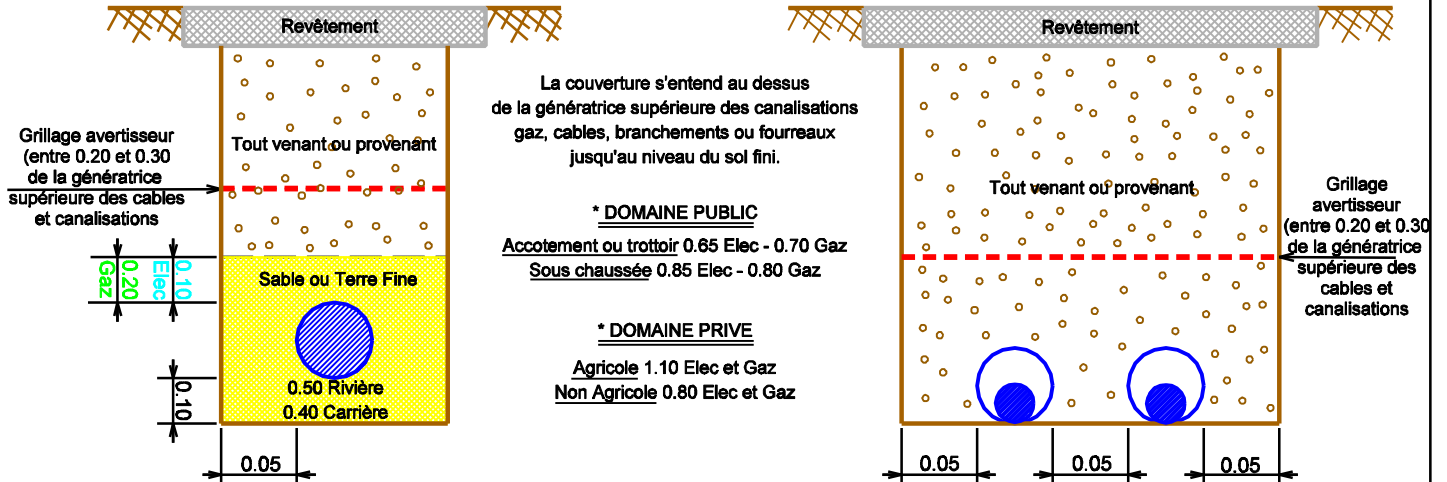 Revêtement
Tout venant ou provenant
Grillage avertisseur
(entre 0.20 et 0.30
de la génératrice
supérieure des cables
et canalisations
0.20
Gaz
0.10
Elec
Sable ou Terre Fine
0.10
0.50 Rivière
0.40 Carrière
0.05
La couverture s'entend au dessus
de la génératrice supérieure des canalisations
gaz, cables, branchements ou fourreaux
jusqu'au niveau du sol fini.
* DOMAINE PUBLIC
Accotement ou trottoir 0.65 Elec - 0.70 Gaz
Sous chaussée 0.85 Elec - 0.80 Gaz
* DOMAINE PRIVE
Agricole 1.10 Elec et Gaz
Non Agricole 0.80 Elec et Gaz
Revêtement
Tout venant ou provenant
Grillage
avertisseur
(entre 0.20 et 0.30
de la génératrice
supérieure des
cables et
canalisations
0.05
0.05
0.05